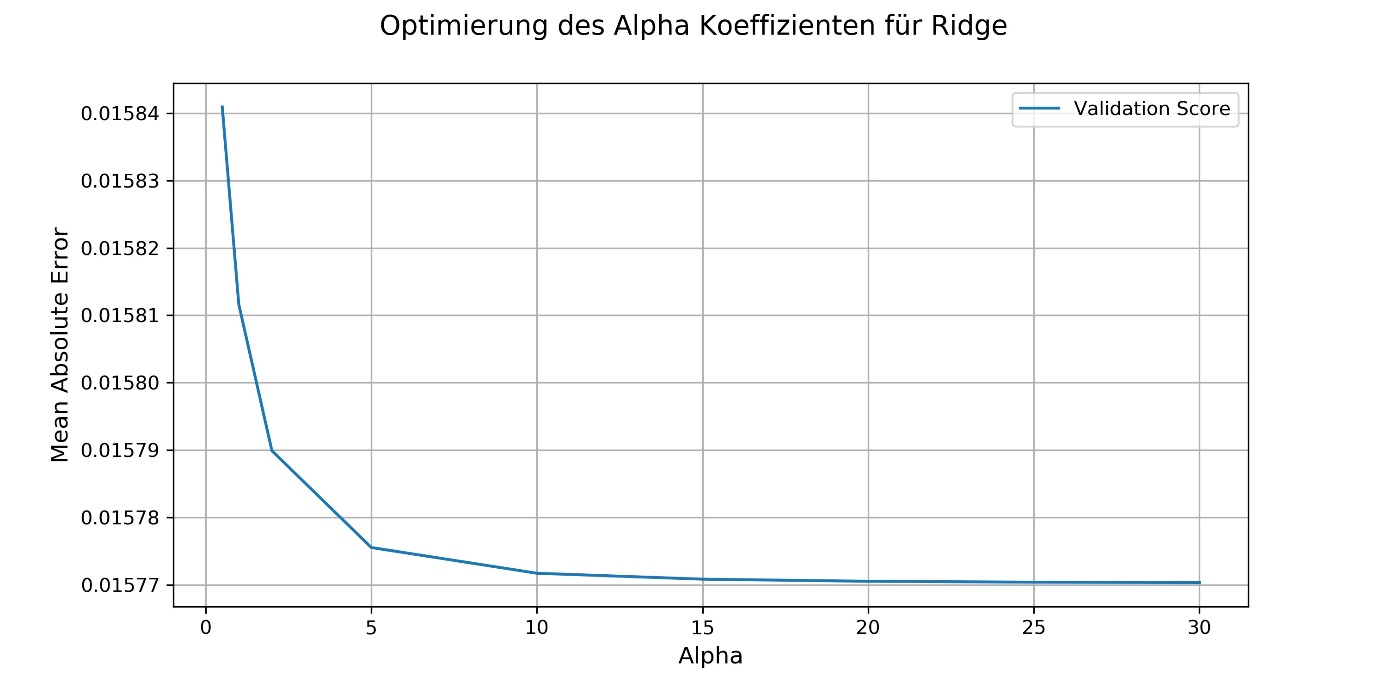 Optimierung des Alpha Koeffizienten für Ridge
Validation Score
Mean Absolute Error
0.01584
0.01583
0.01582
0.01581
0.01580
0.01579
0.01578
0.01577
0 5 10 15 20 25 30
Alpha